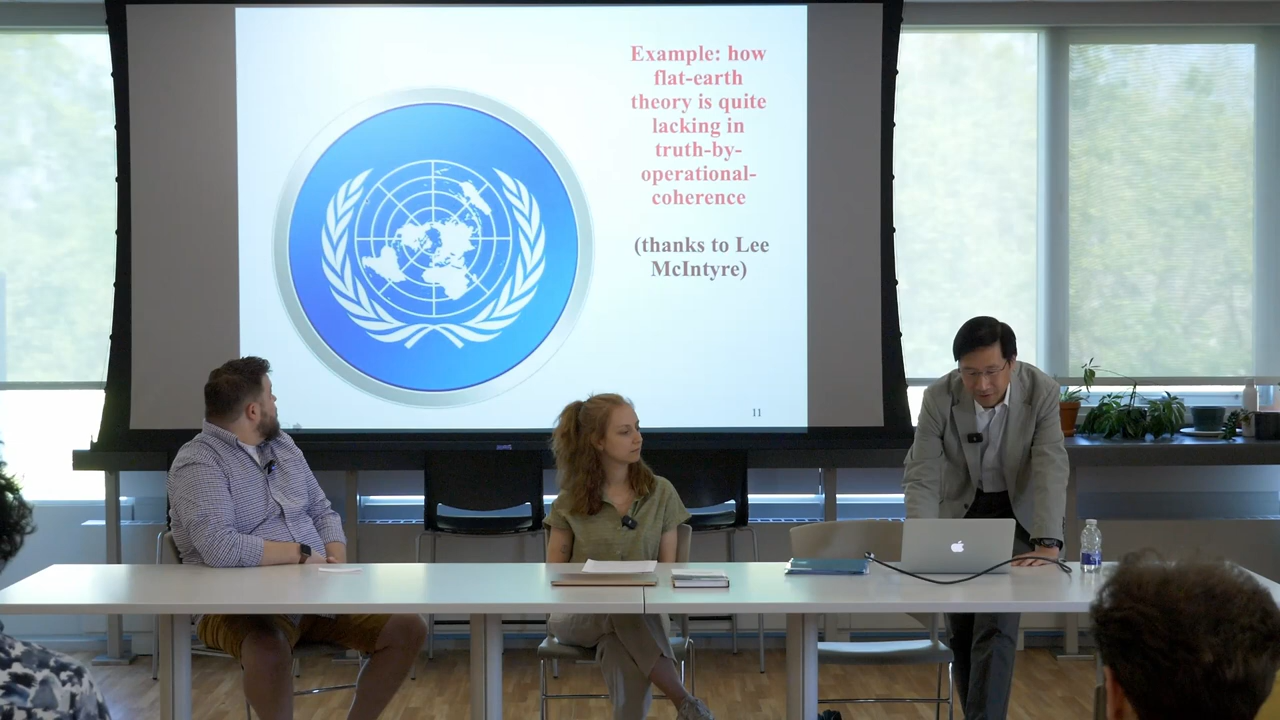 Example: how
flat-earth
theory is quite
lacking in
truth-by-
operational-
coherence
(thanks to Lee
McIntyre)
11